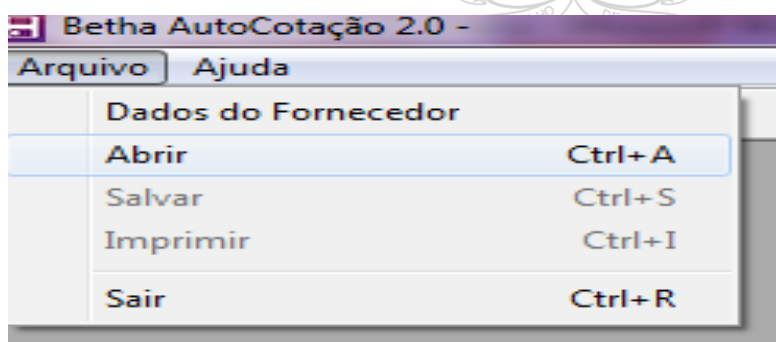 Betha AutoCotação 2.0 -
Arquivo Ajuda
Dados do Fornecedor
Abrir Ctrl+A
Salvar Ctrl+S
Imprimir Ctrl+I
Sair Ctrl+R